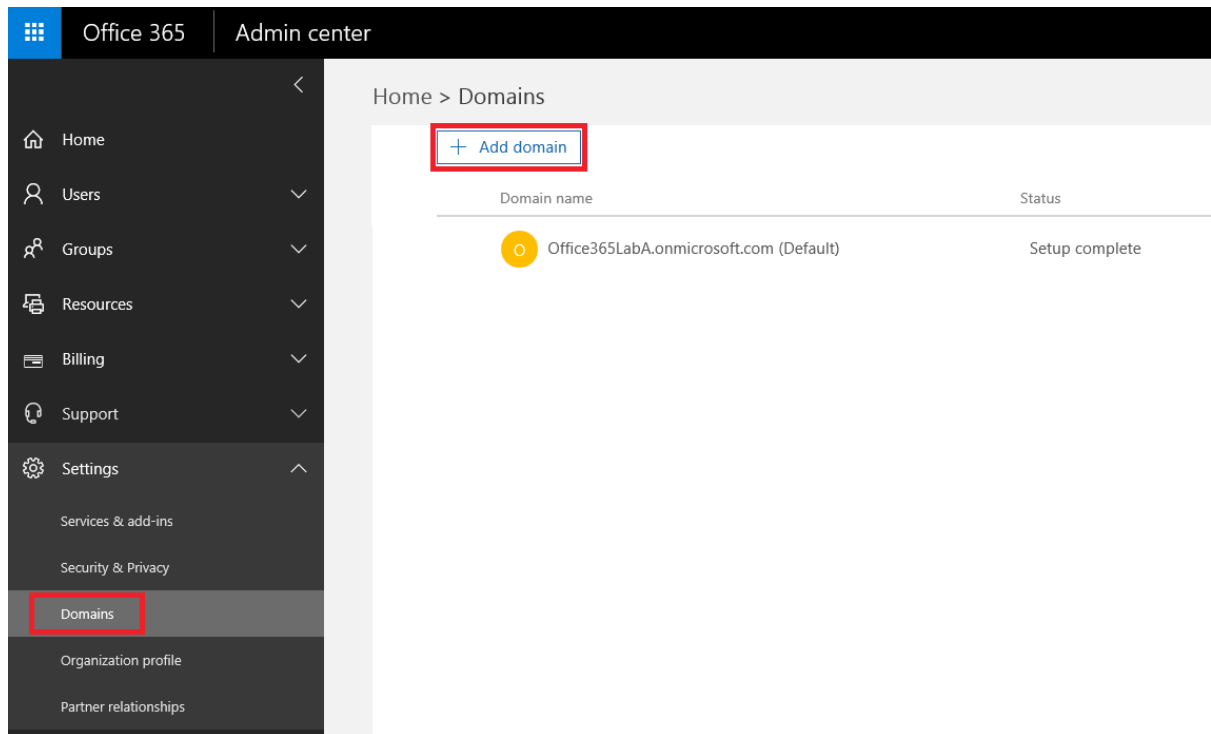 Office 365 Admin center
Home > Domains
Home
Users
Groups
Resources
Billing
Support
Settings
Services & add-ins
Security & Privacy
Domains
Organization profile
Partner relationships
+ Add domain
Domain name Status
O Office365LabA.onmicrosoft.com (Default) Setup complete